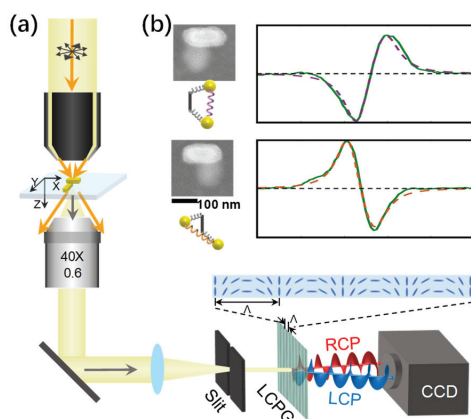 (a)
(b)
Y
X
Z
100 nm
40X
0.6
Λ
Λ
RCP
LCP
Slit
LCPG
CCD